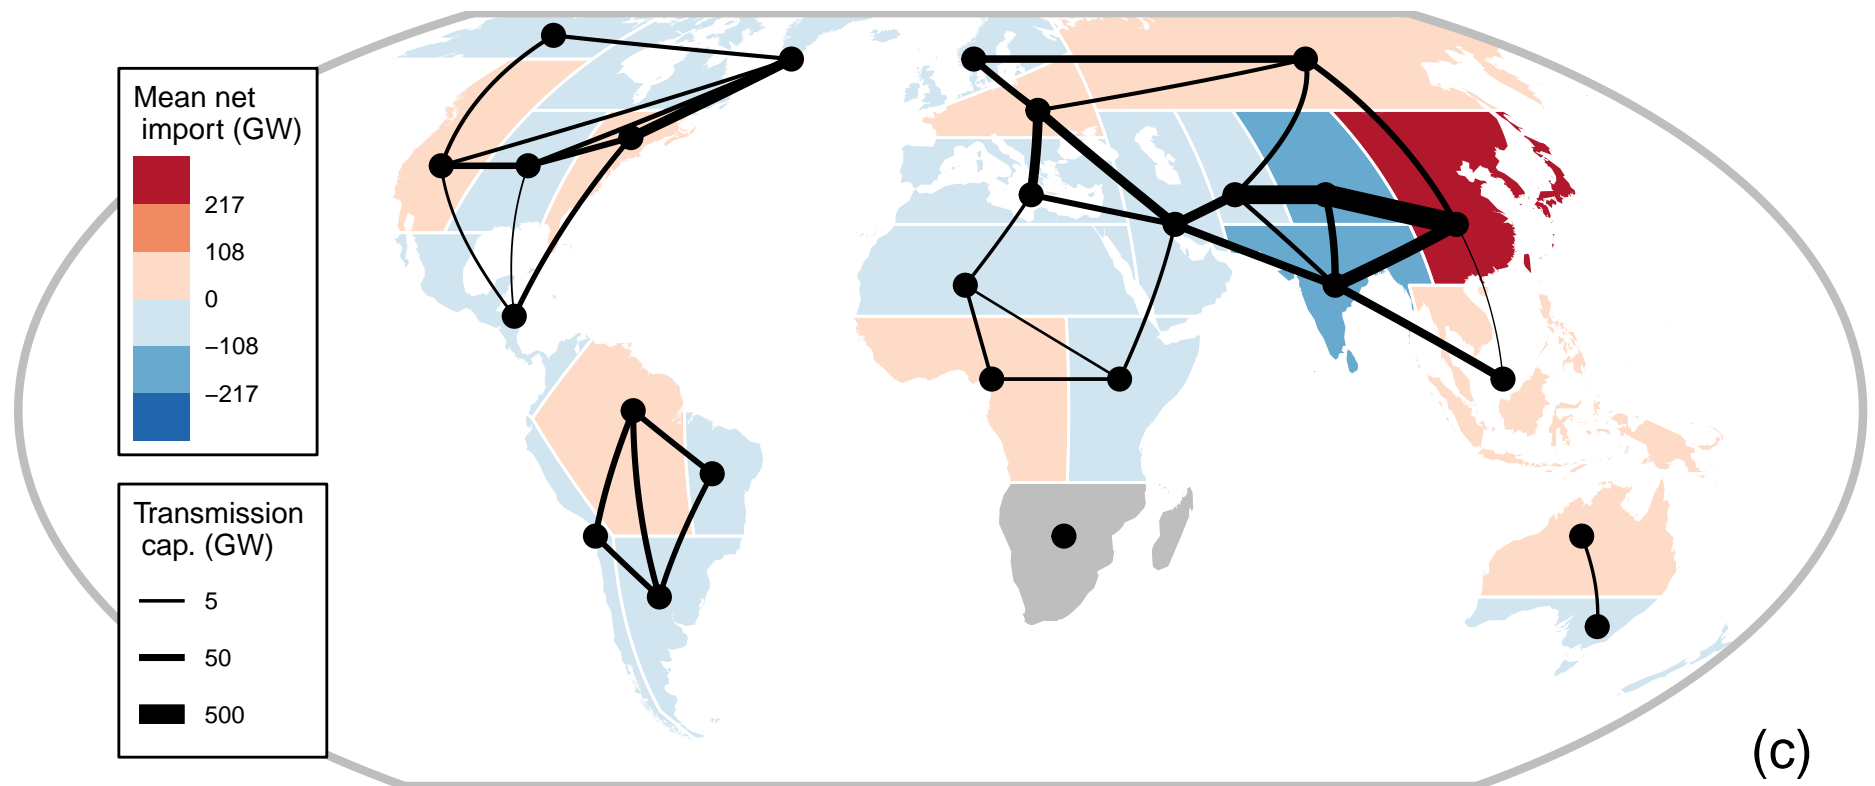 Mean net
import (GW)
217
108
0
−108
−217
Transmission
cap. (GW)
5
50
500
(c)